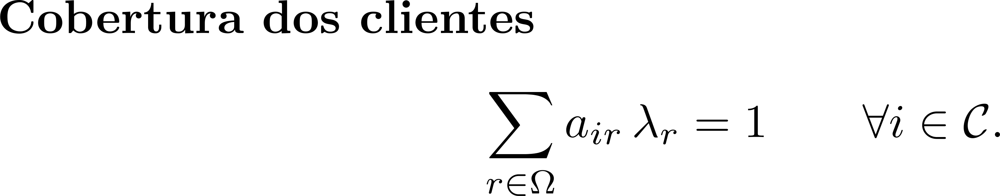 Cobertura dos clientes
∑_{r∈Ω} a_{ir} λ_r = 1 ∀i ∈ 𝒞.